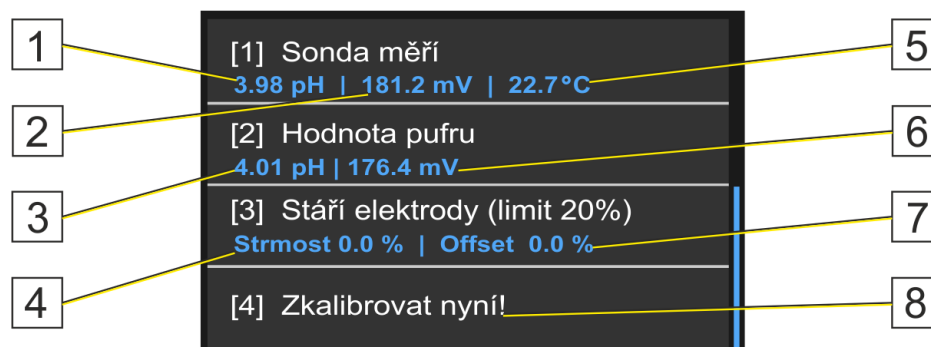 1
[1] Sonda měří
5
3.98 pH | 181.2 mV | 22.7°C
2
[2] Hodnota pufru
6
4.01 pH | 176.4 mV
3
[3] Stáří elektrody (limit 20%)
7
Strmost 0.0 % | Offset 0.0 %
4
[4] Zkalibrovat nyní!
8